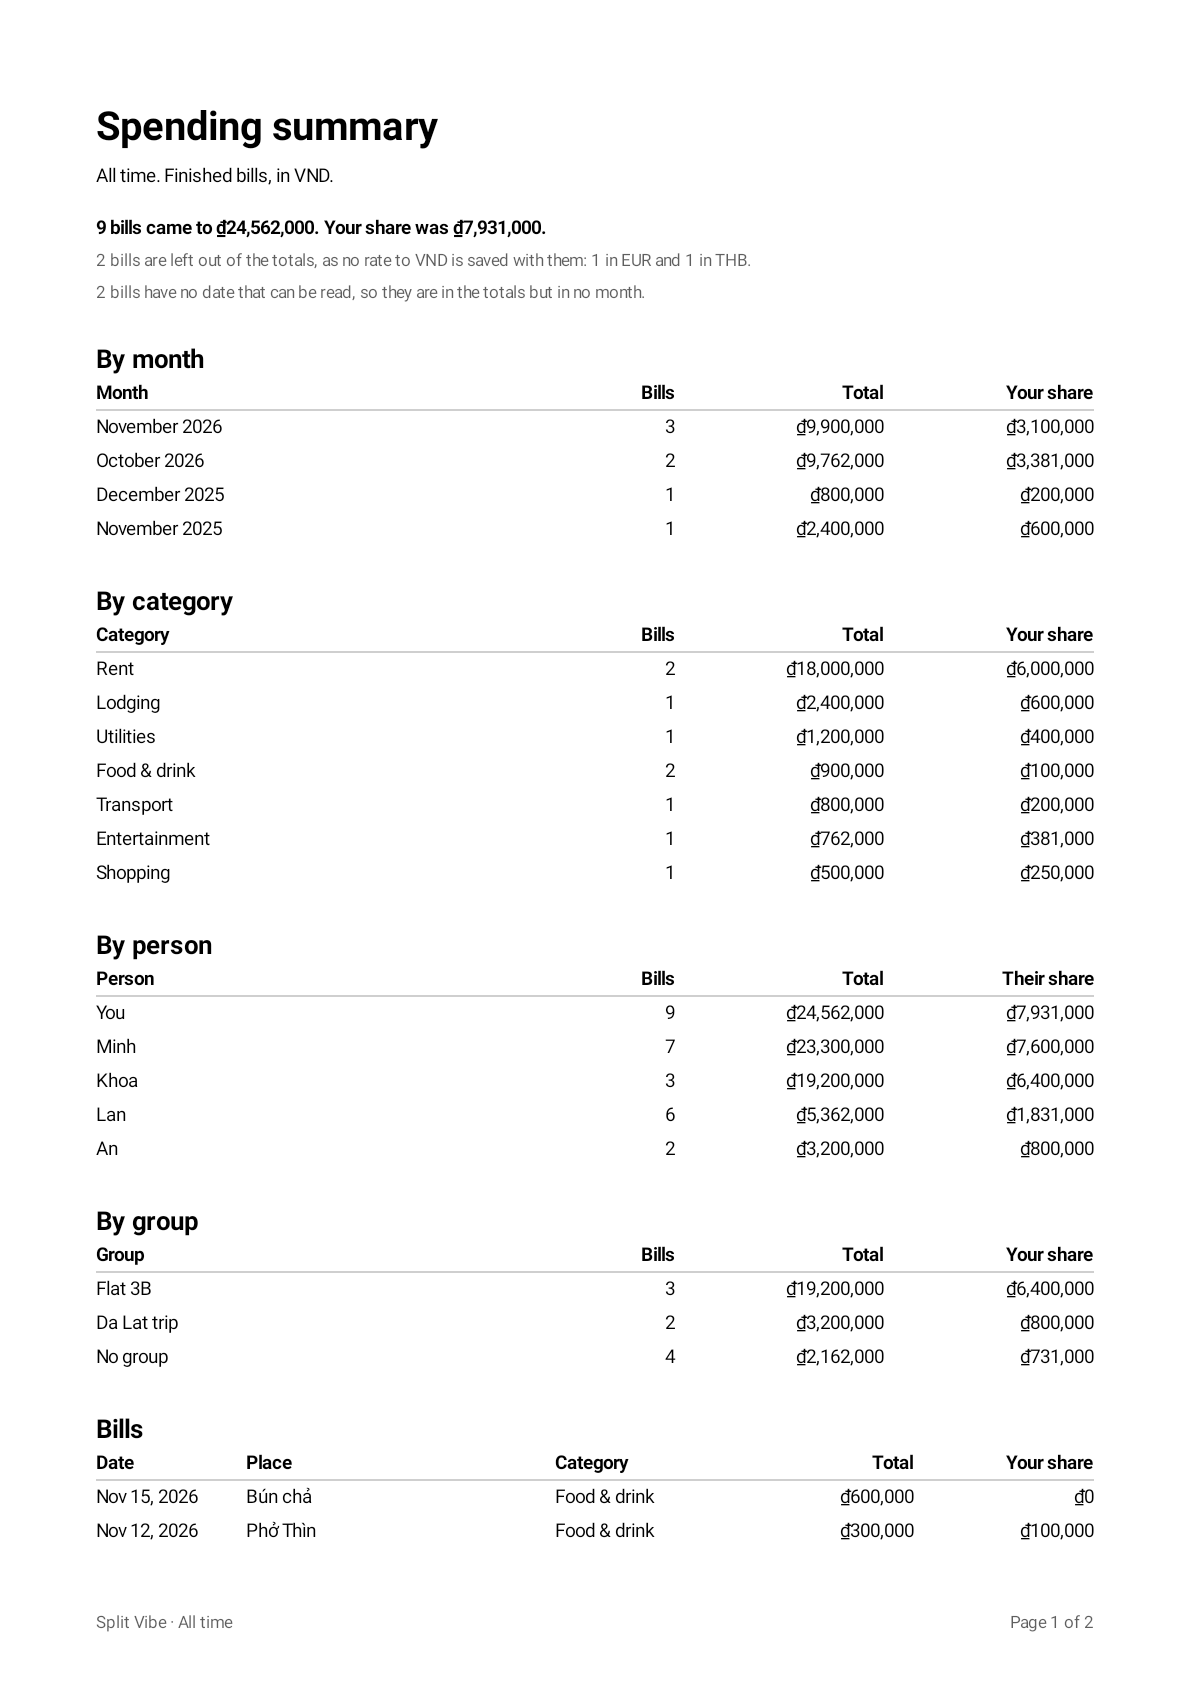 Spending summary
All time. Finished bills, in VND.
9 bills came to ₫24,562,000. Your share was ₫7,931,000.
2 bills are left out of the totals, as no rate to VND is saved with them: 1 in EUR and 1 in THB.
2 bills have no date that can be read, so they are in the totals but in no month.
By month
Month Bills Total Your share
November 2026 3 ₫9,900,000 ₫3,100,000
October 2026 2 ₫9,762,000 ₫3,381,000
December 2025 1 ₫800,000 ₫200,000
November 2025 1 ₫2,400,000 ₫600,000
By category
Category Bills Total Your share
Rent 2 ₫18,000,000 ₫6,000,000
Lodging 1 ₫2,400,000 ₫600,000
Utilities 1 ₫1,200,000 ₫400,000
Food & drink 2 ₫900,000 ₫100,000
Transport 1 ₫800,000 ₫200,000
Entertainment 1 ₫762,000 ₫381,000
Shopping 1 ₫500,000 ₫250,000
By person
Person Bills Total Their share
You 9 ₫24,562,000 ₫7,931,000
Minh 7 ₫23,300,000 ₫7,600,000
Khoa 3 ₫19,200,000 ₫6,400,000
Lan 6 ₫5,362,000 ₫1,831,000
An 2 ₫3,200,000 ₫800,000
By group
Group Bills Total Your share
Flat 3B 3 ₫19,200,000 ₫6,400,000
Da Lat trip 2 ₫3,200,000 ₫800,000
No group 4 ₫2,162,000 ₫731,000
Bills
Date Place Category Total Your share
Nov 15, 2026 Bún chả Food & drink ₫600,000 ₫0
Nov 12, 2026 Phở Thìn Food & drink ₫300,000 ₫100,000
Split Vibe · All time Page 1 of 2